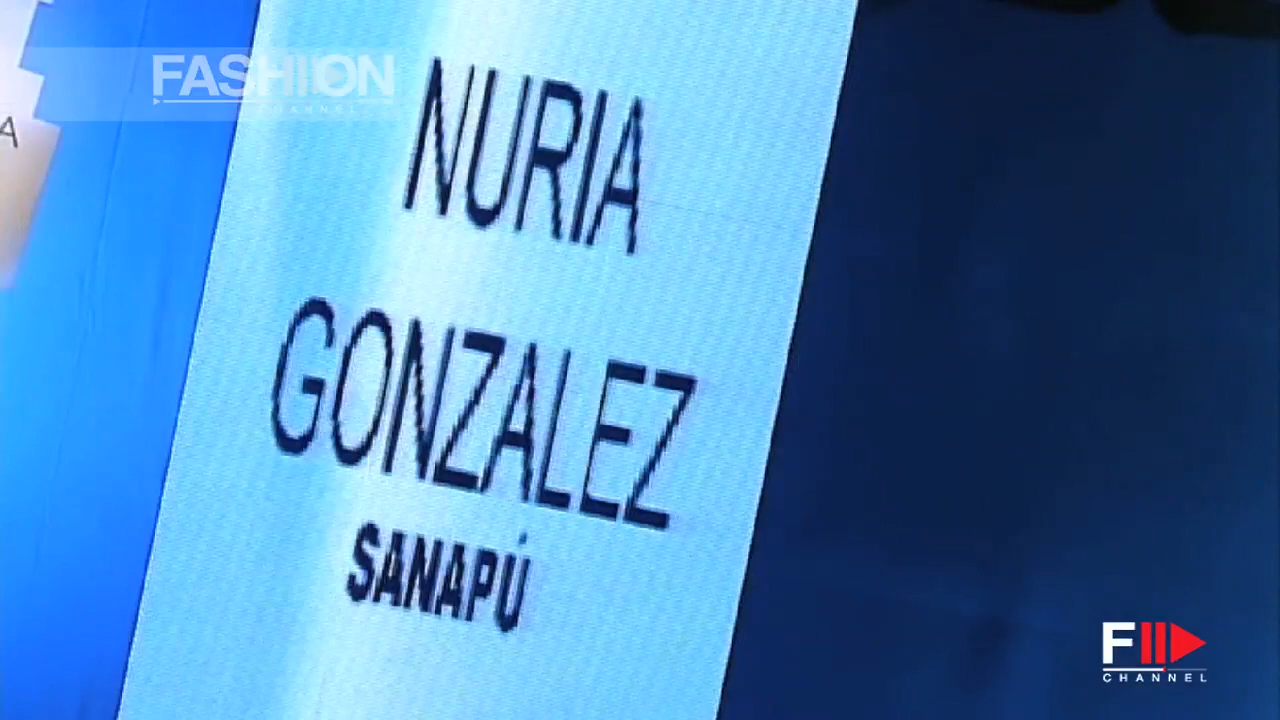 FASHION
CHANNEL
A
NURIA
GONZALEZ
SANAPÚ
F
CHANNEL